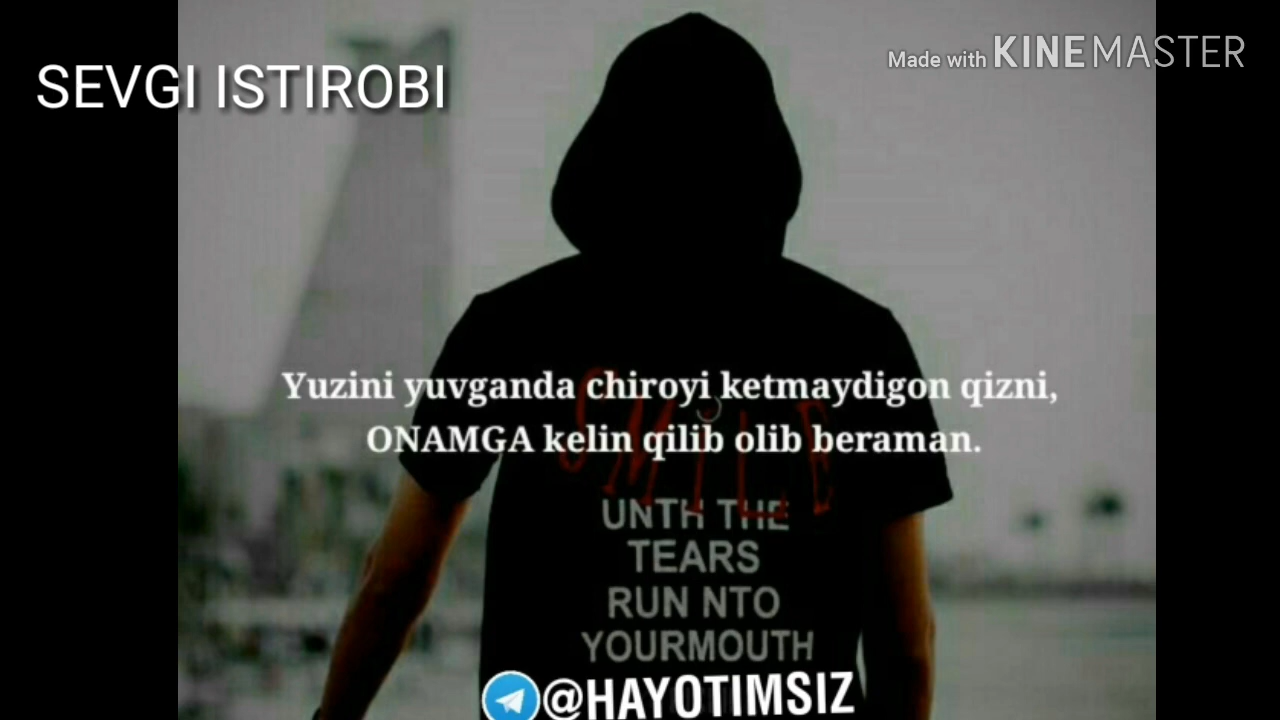 SEVGI ISTIROBI
Made with KINEMASTER
Yuzini yuvganda chiroyi ketmaydigon qizni,
ONAMGA kelin qilib olib beraman.
SMILE
UNTH THE
TEARS
RUN NTO
YOURMOUTH
@HAYOTIMSIZ